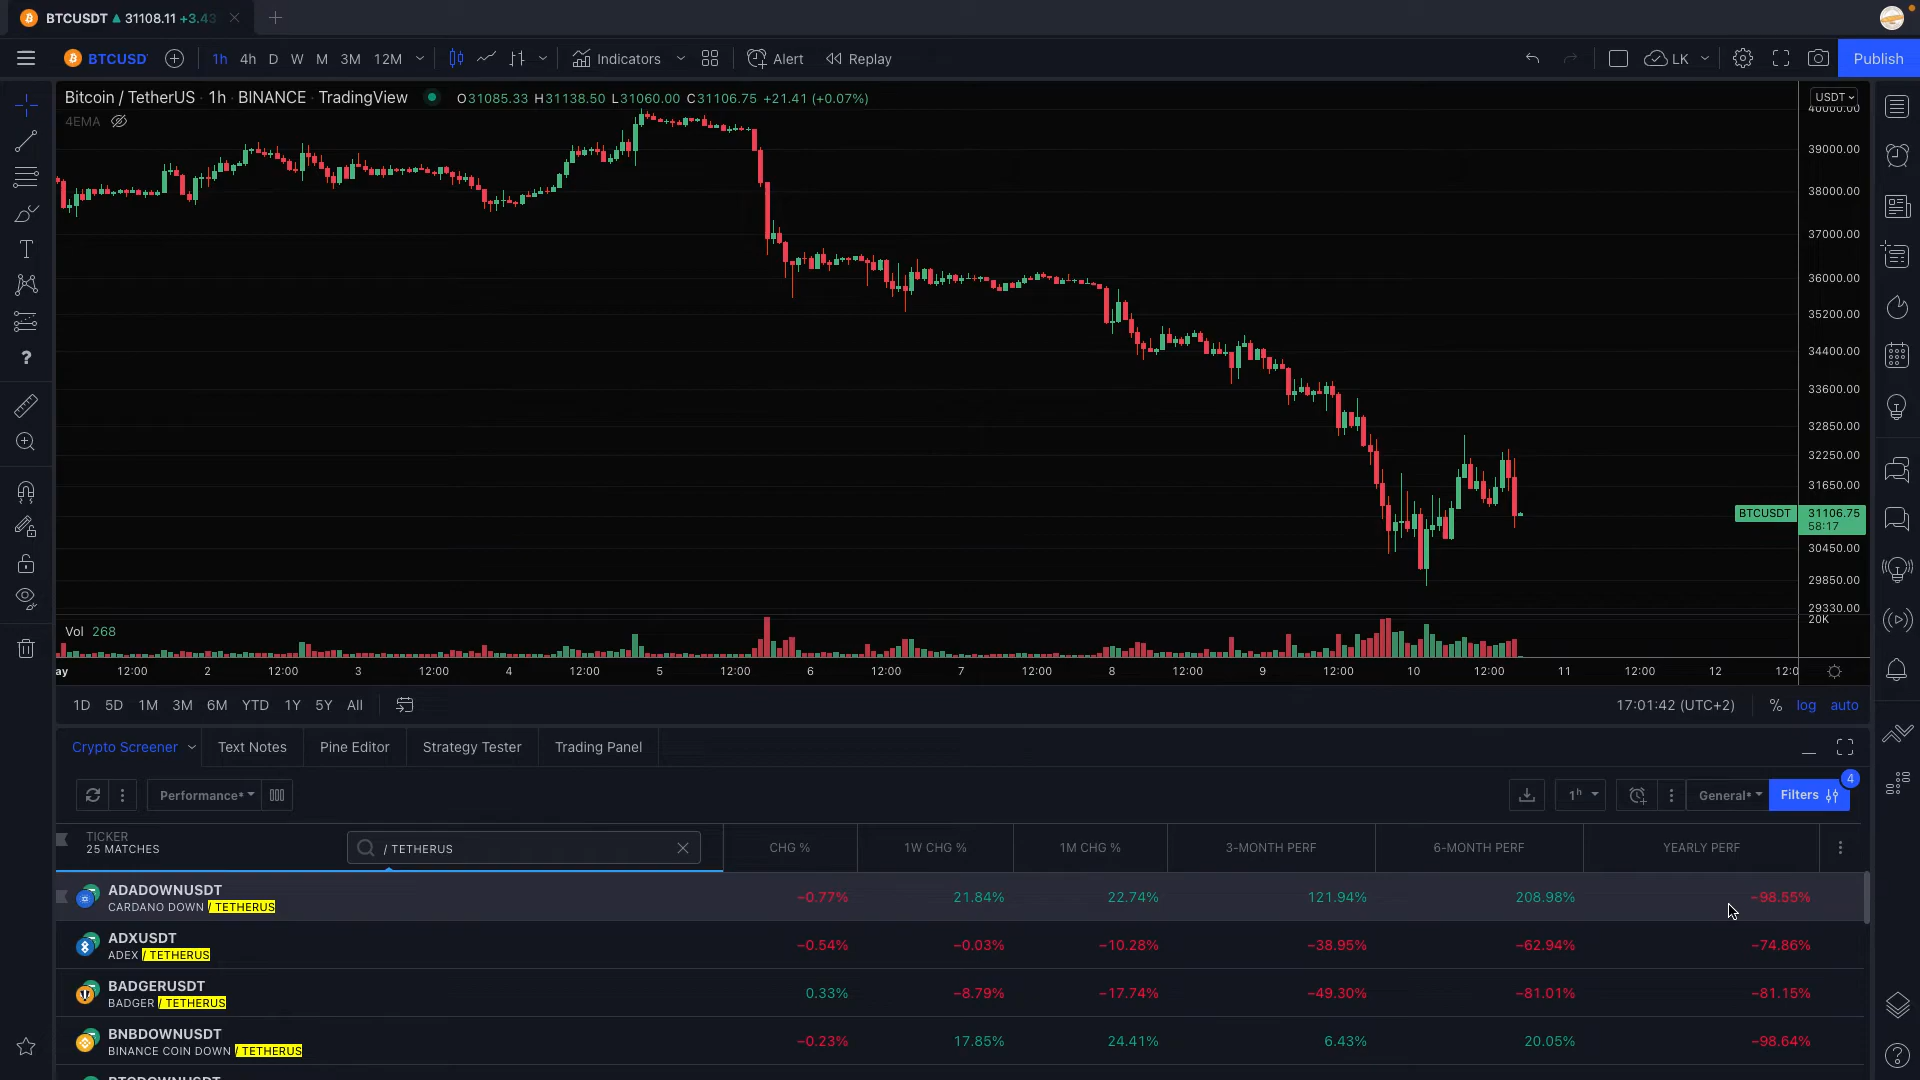 BTCUSDT ▲ 31108.11 +3.43
BTCUSD 1h 4h D W M 3M 12M Indicators Alert Replay LK Publish
Bitcoin / TetherUS · 1h · BINANCE · TradingView O31085.33 H31138.50 L31060.00 C31106.75 +21.41 (+0.07%)
4EMA
USDT
40000.00
39000.00
38000.00
37000.00
36000.00
35200.00
34400.00
33600.00
32850.00
32250.00
31650.00
BTCUSDT 31106.75
58:17
30450.00
29850.00
29330.00
20K
Vol 268
ay 12:00 2 12:00 3 12:00 4 12:00 5 12:00 6 12:00 7 12:00 8 12:00 9 12:00 10 12:00 11 12:00 12 12:0
1D 5D 1M 3M 6M YTD 1Y 5Y All 17:01:42 (UTC+2) % log auto
Crypto Screener Text Notes Pine Editor Strategy Tester Trading Panel
4
Performance* 1h General* Filters
TICKER
25 MATCHES
/ TETHERUS
CHG % 1W CHG % 1M CHG % 3-MONTH PERF 6-MONTH PERF YEARLY PERF
ADADOWNUSDT
CARDANO DOWN / TETHERUS
−0.77% 21.84% 22.74% 121.94% 208.98% −98.55%
ADXUSDT
ADEX / TETHERUS
−0.54% −0.03% −10.28% −38.95% −62.94% −74.86%
BADGERUSDT
BADGER / TETHERUS
0.33% −8.79% −17.74% −49.30% −81.01% −81.15%
BNBDOWNUSDT
BINANCE COIN DOWN / TETHERUS
−0.23% 17.85% 24.41% 6.43% 20.05% −98.64%
BTCDOWNUSDT